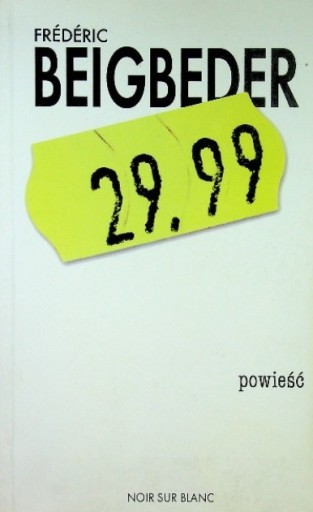 FRÉDÉRIC
BEIGBEDER
29.99
powieść
NOIR SUR BLANC